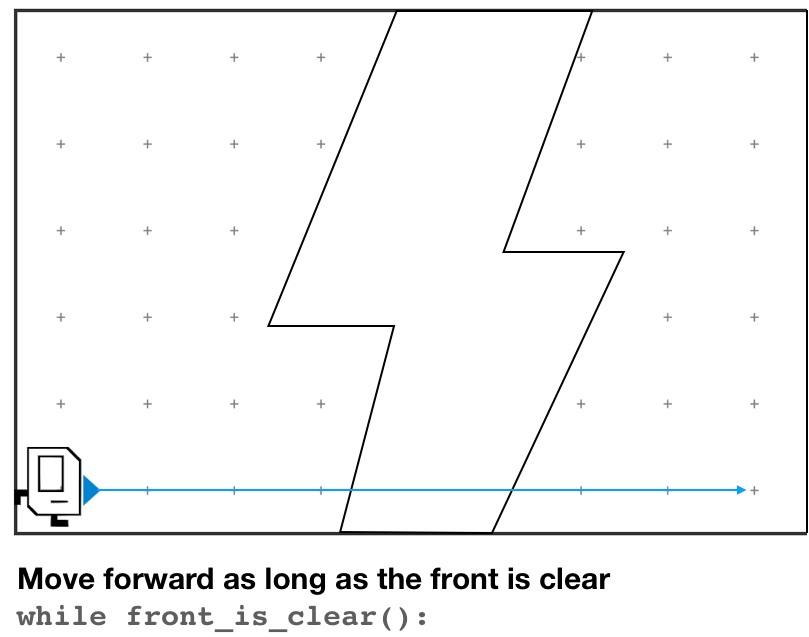 Move forward as long as the front is clear
while front_is_clear():